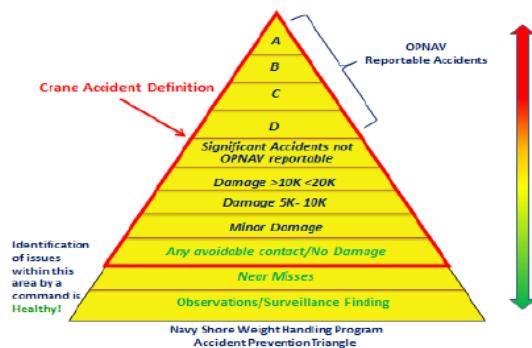 A
B
C
D
OPNAV
Reportable Accidents
Crane Accident Definition
Significant Accidents not
OPNAV reportable
Damage >10K <20K
Damage 5K- 10K
Minor Damage
Any avoidable contact/No Damage
Near Misses
Observations/Surveillance Finding
Identification
of issues
within this
area by a
command is
Healthy!
Navy Shore Weight Handling Program
Accident Prevention Triangle